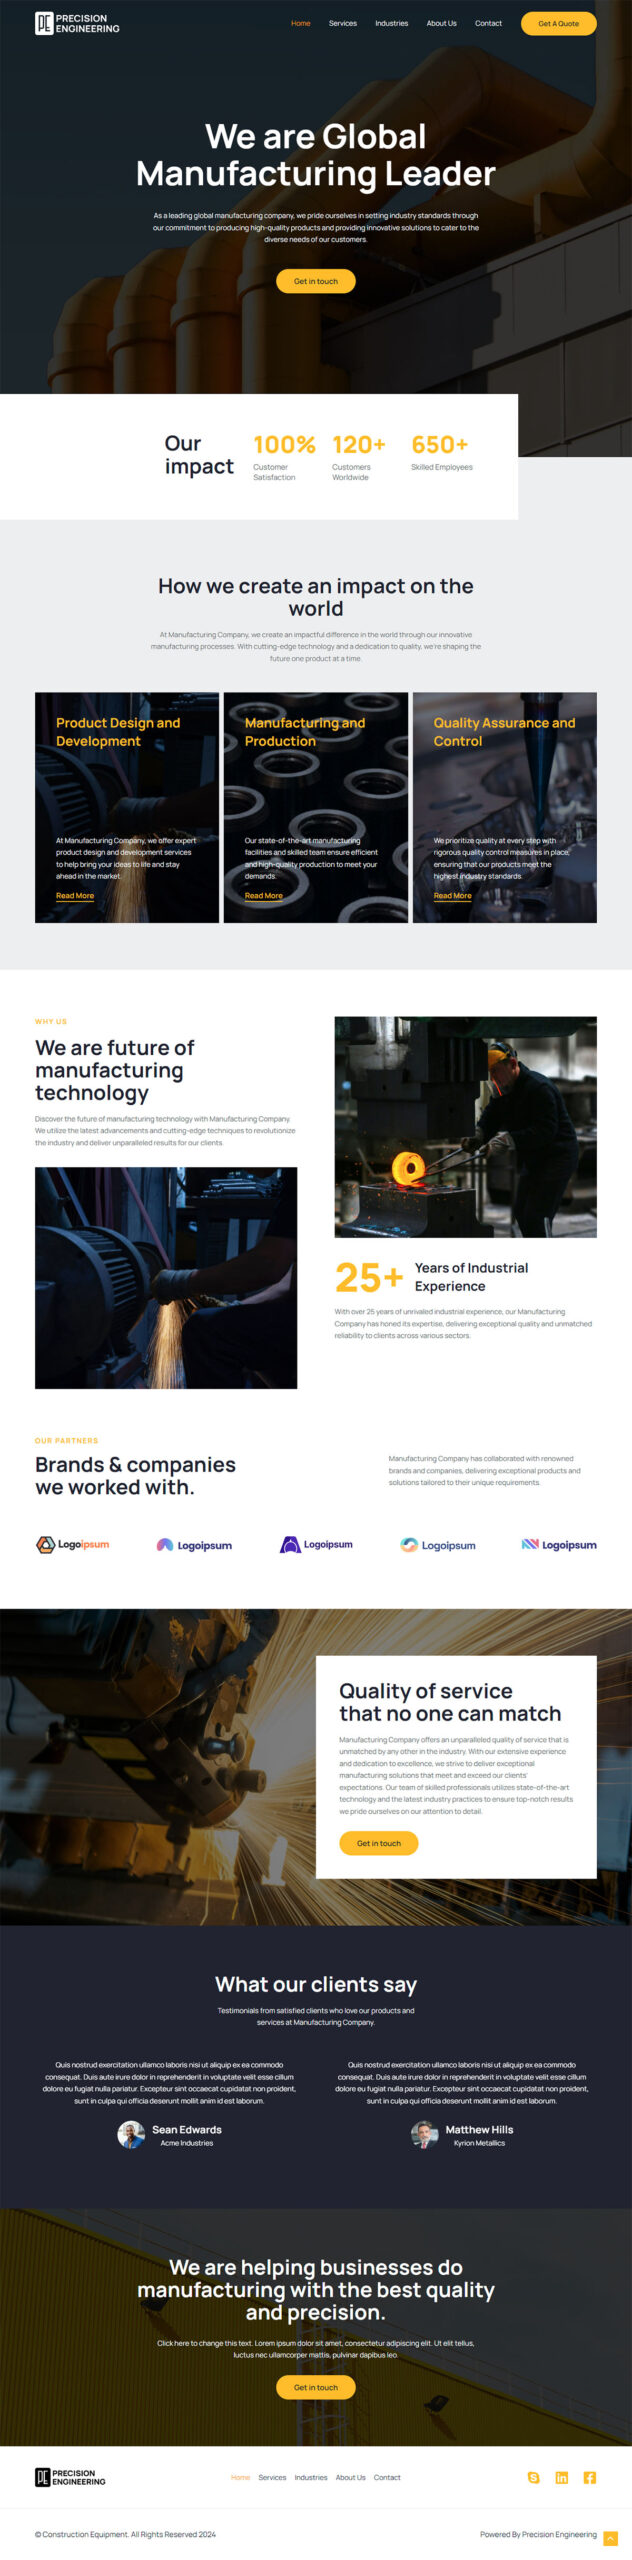 PRECISION
ENGINEERING
Home Services Industries About Us Contact Get A Quote
We are Global
Manufacturing Leader
As a leading global manufacturing company, we pride ourselves in setting industry standards through
our commitment to producing high-quality products and providing innovative solutions to cater to the
diverse needs of our customers.
Get in touch
Our
impact
100%
Customer
Satisfaction
120+
Customers
Worldwide
650+
Skilled Employees
How we create an impact on the
world
At Manufacturing Company, we create an impactful difference in the world through our innovative
manufacturing processes. With cutting-edge technology and a dedication to quality, we're shaping the
future one product at a time.
Product Design and
Development
At Manufacturing Company, we offer expert
product design and development services
to help bring your ideas to life and stay
ahead in the market.
Read More
Manufacturing and
Production
Our state-of-the-art manufacturing
facilities and skilled team ensure efficient
and high-quality production to meet your
demands.
Read More
Quality Assurance and
Control
We prioritize quality at every step with
rigorous quality control measures in place,
ensuring that our products meet the
highest industry standards.
Read More
WHY US
We are future of
manufacturing
technology
Discover the future of manufacturing technology with Manufacturing Company.
We utilize the latest advancements and cutting-edge techniques to revolutionize
the industry and deliver unparalleled results for our clients.
25+
Years of Industrial
Experience
With over 25 years of unrivaled industrial experience, our Manufacturing
Company has honed its expertise, delivering exceptional quality and unmatched
reliability to clients across various sectors.
OUR PARTNERS
Brands & companies
we worked with.
Manufacturing Company has collaborated with renowned
brands and companies, delivering exceptional products and
solutions tailored to their unique requirements.
Logoipsum Logoipsum Logoipsum Logoipsum Logoipsum
Quality of service
that no one can match
Manufacturing Company offers an unparalleled quality of service that is
unmatched by any other in the industry. With our extensive experience
and dedication to excellence, we strive to deliver exceptional
manufacturing solutions that meet and exceed our clients'
expectations. Our team of skilled professionals utilizes state-of-the-art
technology and the latest industry practices to ensure top-notch results
we pride ourselves on our attention to detail.
Get in touch
What our clients say
Testimonials from satisfied clients who love our products and
services at Manufacturing Company.
Quis nostrud exercitation ullamco laboris nisi ut aliquip ex ea commodo
consequat. Duis aute irure dolor in reprehenderit in voluptate velit esse cillum
dolore eu fugiat nulla pariatur. Excepteur sint occaecat cupidatat non proident,
sunt in culpa qui officia deserunt mollit anim id est laborum.
Sean Edwards
Acme Industries
Quis nostrud exercitation ullamco laboris nisi ut aliquip ex ea commodo
consequat. Duis aute irure dolor in reprehenderit in voluptate velit esse cillum
dolore eu fugiat nulla pariatur. Excepteur sint occaecat cupidatat non proident,
sunt in culpa qui officia deserunt mollit anim id est laborum.
Matthew Hills
Kyrion Metallics
We are helping businesses do
manufacturing with the best quality
and precision.
Click here to change this text. Lorem ipsum dolor sit amet, consectetur adipiscing elit. Ut elit tellus,
luctus nec ullamcorper mattis, pulvinar dapibus leo.
Get in touch
PRECISION
ENGINEERING
Home Services Industries About Us Contact
© Construction Equipment. All Rights Reserved 2024
Powered By Precision Engineering